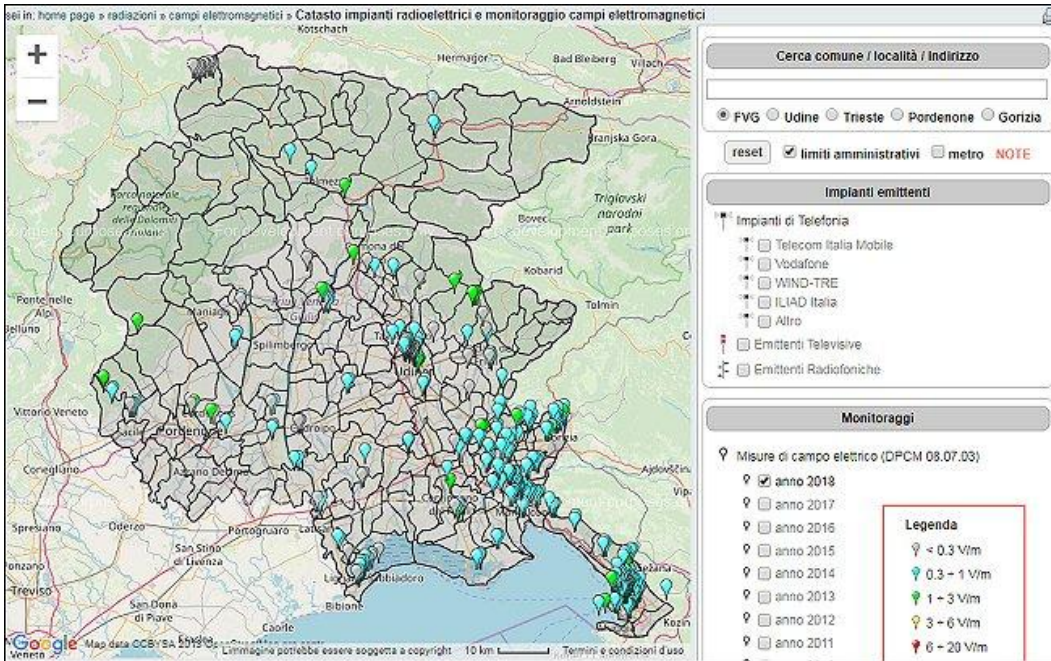 sei in: home page » radiazioni » campi elettromagnetici » Catasto impianti radioelettrici e monitoraggio campi elettromagnetici
Kotschach
Hermagor
Bad Bleiberg
Villach
Arnoldstein
Kranjska Gora
Triglavski narodni park
Bovec
Kobarid
Tolmin
Ponte nelle Alpi
Belluno
Maniago
Spilimbergo
Udine
Vittorio Veneto
Sacile
Pordenone
Codroipo
Azzano Decimo
Gorizia
Ajdovščina
Conegliano
Spresiano
Oderzo
Portogruaro
San Stino di Livenza
Treviso
San Donà di Piave
Caorle
Bibione
Sežana
Kozin
+
−
Google
Map data CCBYSA 2018
L'immagine potrebbe essere soggetta a copyright
10 km
Termini e condizioni d'uso
Cerca comune / località / Indirizzo
FVG Udine Trieste Pordenone Gorizia
reset limiti amministrativi metro NOTE
Impianti emittenti
Impianti di Telefonia
Telecom Italia Mobile
Vodafone
WIND-TRE
ILIAD Italia
Altro
Emittenti Televisive
Emittenti Radiofoniche
Monitoraggi
Misure di campo elettrico (DPCM 08.07.03)
anno 2018
anno 2017
anno 2016
anno 2015
anno 2014
anno 2013
anno 2012
anno 2011
Legenda
< 0.3 V/m
0.3 ÷ 1 V/m
1 ÷ 3 V/m
3 ÷ 6 V/m
6 ÷ 20 V/m